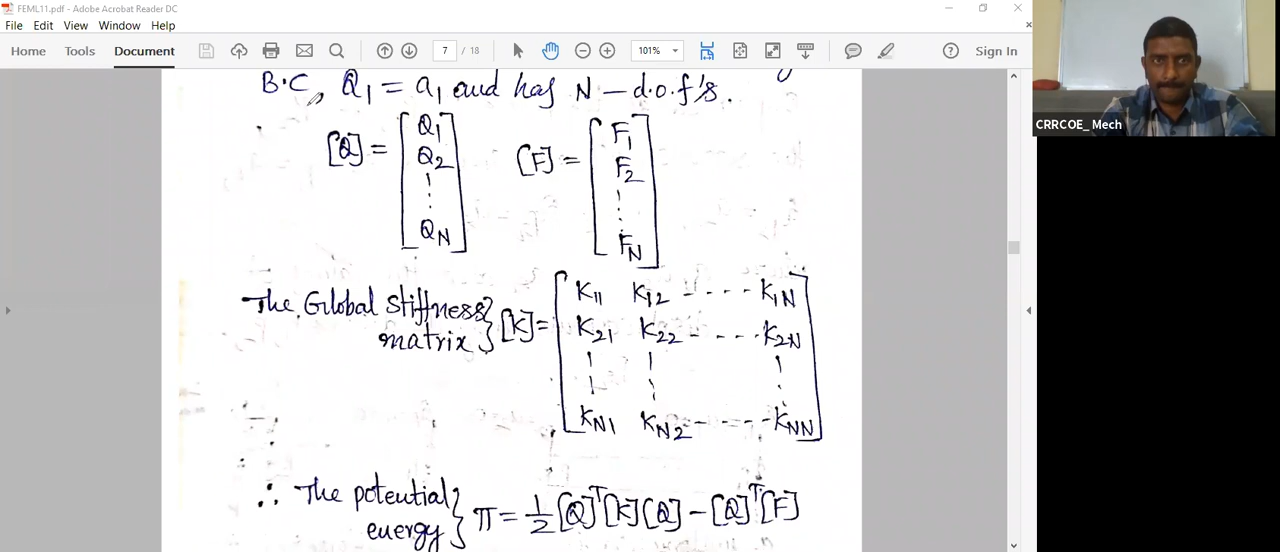 FEML11.pdf - Adobe Acrobat Reader DC
File Edit View Window Help
Home Tools Document 7 / 18 101% Sign In
B.C, Q1 = a1 and has N - d.o.f's.
[Q] = [Q1 Q2 ⋮ QN] [F] = [F1 F2 ⋮ FN]
The Global Stiffness matrix } [K] =
K11 K12 ---- K1N
K21 K22 ---- K2N
KN1 KN2 ---- KNN
∴ The potential energy } π = 1/2 [Q]^T [K] [Q] - [Q]^T [F]
CRRCOE_ Mech